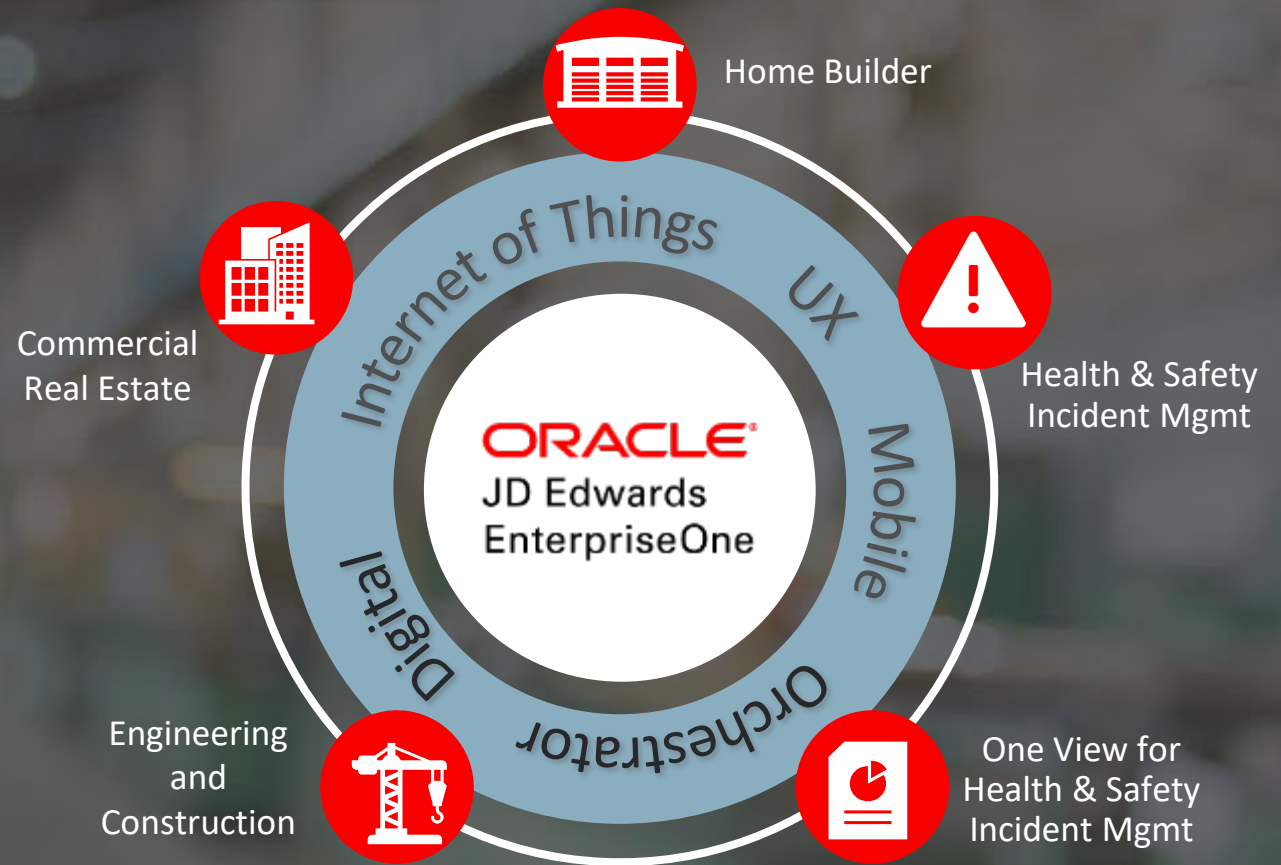 Home Builder
Internet of Things
UX
Commercial
Real Estate
Health & Safety
Incident Mgmt
Mobile
ORACLE®
JD Edwards
EnterpriseOne
Digital
Orchestrator
Engineering
and
Construction
One View for
Health & Safety
Incident Mgmt